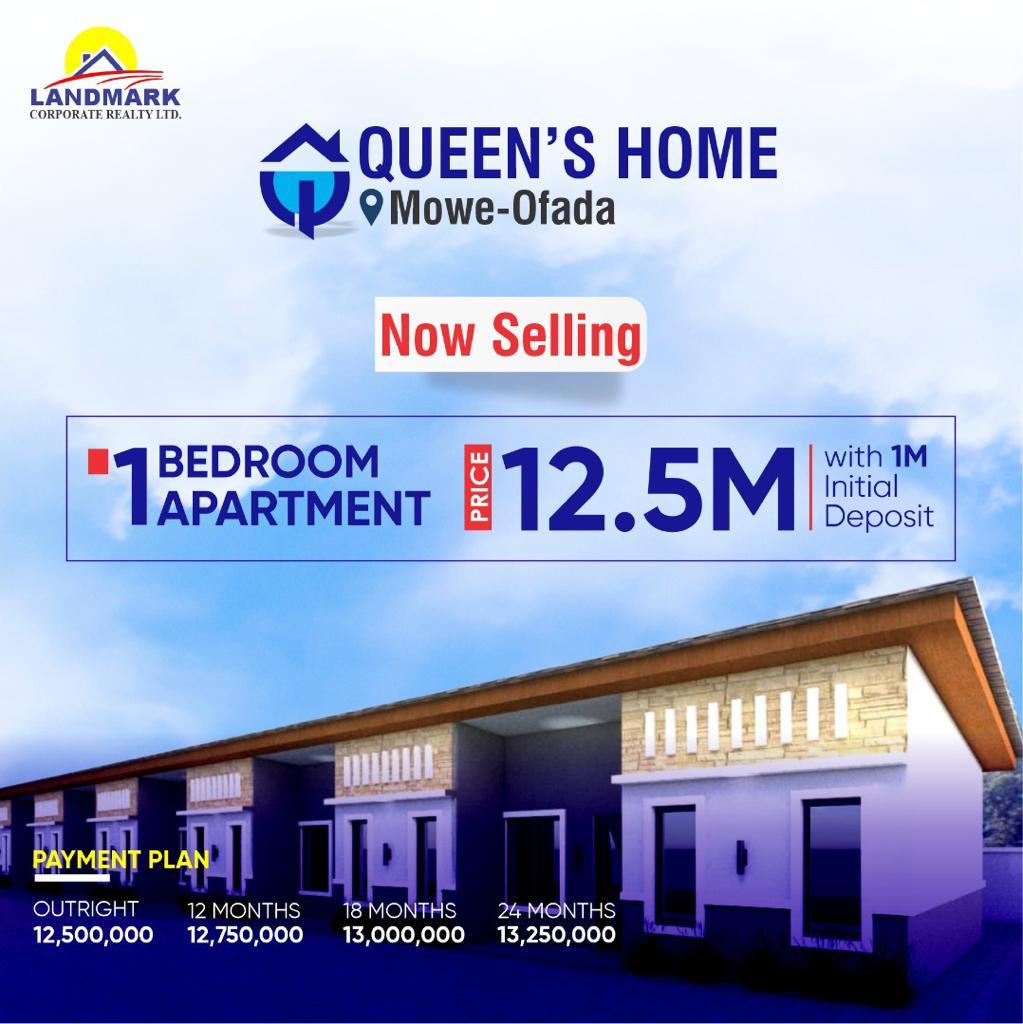 LANDMARK
CORPORATE REALTY LTD.
QUEEN'S HOME
Mowe-Ofada
Now Selling
1 BEDROOM
APARTMENT
PRICE
12.5M
with 1M
Initial
Deposit
PAYMENT PLAN
OUTRIGHT
12,500,000
12 MONTHS
12,750,000
18 MONTHS
13,000,000
24 MONTHS
13,250,000